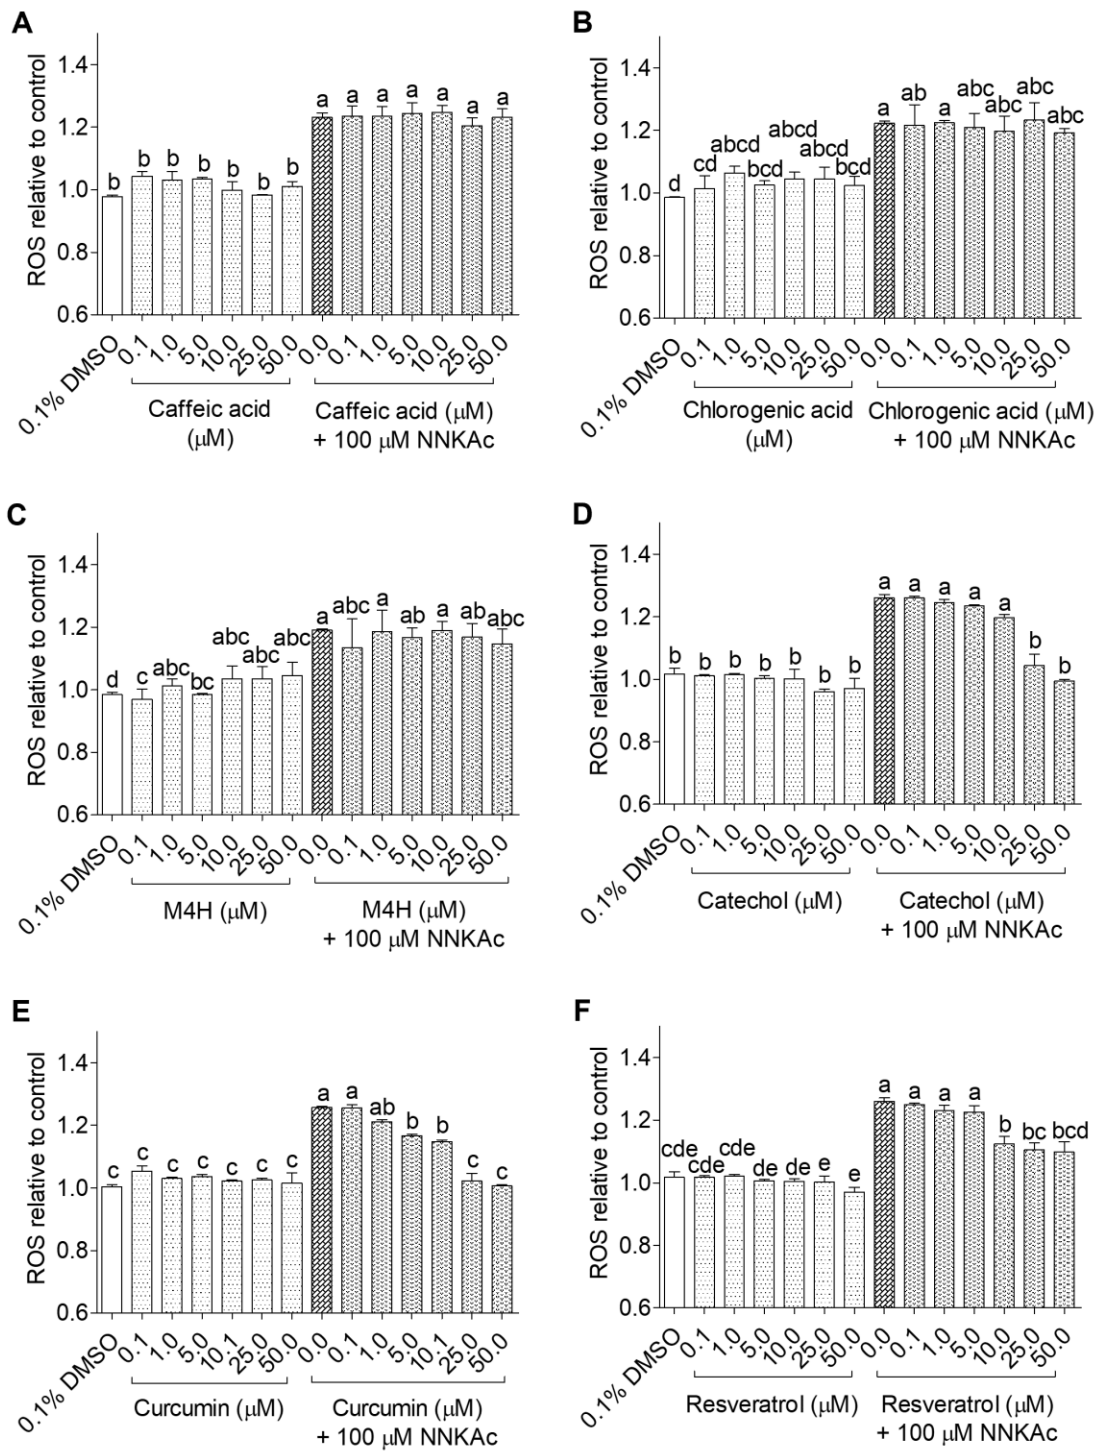 A
ROS relative to control
1.4
1.2
1.0
0.8
0.6
b b b b b b b a a a a a a a
0.1% DMSO 0.1 1.0 5.0 10.0 25.0 50.0 0.0 0.1 1.0 5.0 10.0 25.0 50.0
Caffeic acid
(μM)
Caffeic acid (μM)
+ 100 μM NNKAc
B
ROS relative to control
1.4
1.2
1.0
0.8
0.6
d cd abcd bcd abcd abcd bcd a ab a abc abc abc abc
0.1% DMSO 0.1 1.0 5.0 10.0 25.0 50.0 0.0 0.1 1.0 5.0 10.0 25.0 50.0
Chlorogenic acid
(μM)
Chlorogenic acid (μM)
+ 100 μM NNKAc
C
ROS relative to control
1.4
1.2
1.0
0.8
0.6
d c abc bc abc abc abc a abc a ab a ab abc
0.1% DMSO 0.1 1.0 5.0 10.0 25.0 50.0 0.0 0.1 1.0 5.0 10.0 25.0 50.0
M4H (μM)
M4H (μM)
+ 100 μM NNKAc
D
ROS relative to control
1.4
1.2
1.0
0.8
0.6
b b b b b b b a a a a a b b
0.1% DMSO 0.1 1.0 5.0 10.0 25.0 50.0 0.0 0.1 1.0 5.0 10.0 25.0 50.0
Catechol (μM)
Catechol (μM)
+ 100 μM NNKAc
E
ROS relative to control
1.4
1.2
1.0
0.8
0.6
c c c c c c c a a ab b b c c
0.1% DMSO 0.1 1.0 5.0 10.1 25.0 50.0 0.0 0.1 1.0 5.0 10.1 25.0 50.0
Curcumin (μM)
Curcumin (μM)
+ 100 μM NNKAc
F
ROS relative to control
1.4
1.2
1.0
0.8
0.6
cde cde cde de de e e a a a a b bc bcd
0.1% DMSO 0.1 1.0 5.0 10.0 25.0 50.0 0.0 0.1 1.0 5.0 10.0 25.0 50.0
Resveratrol (μM)
Resveratrol (μM)
+ 100 μM NNKAc